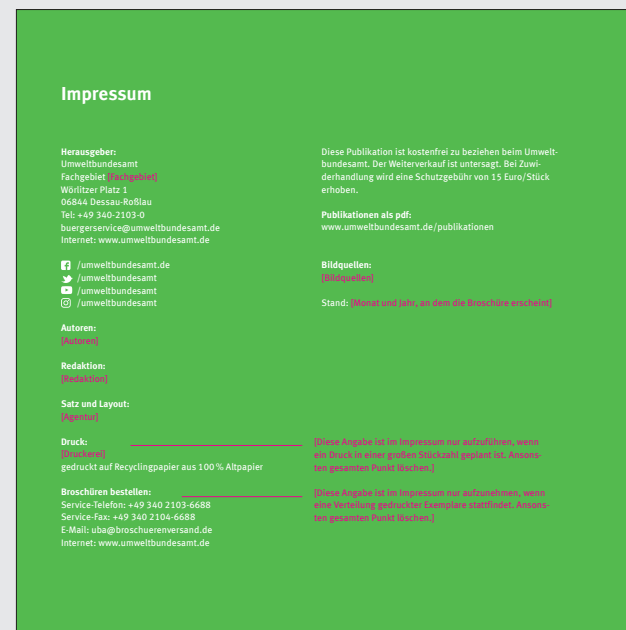 Impressum
Herausgeber:
Umweltbundesamt
Fachgebiet [Fachgebiet]
Wörlitzer Platz 1
06844 Dessau-Roßlau
Tel: +49 340-2103-0
buergerservice@umweltbundesamt.de
Internet: www.umweltbundesamt.de
/umweltbundesamt.de
/umweltbundesamt
/umweltbundesamt
/umweltbundesamt
Autoren:
[Autoren]
Redaktion:
[Redaktion]
Satz und Layout:
[Agentur]
Druck:
[Druckerei]
gedruckt auf Recyclingpapier aus 100 % Altpapier
Broschüren bestellen:
Service-Telefon: +49 340 2103-6688
Service-Fax: +49 340 2104-6688
E-Mail: uba@broschuerenversand.de
Internet: www.umweltbundesamt.de
Diese Publikation ist kostenfrei zu beziehen beim Umwelt-
bundesamt. Der Weiterverkauf ist untersagt. Bei Zuwi-
derhandlung wird eine Schutzgebühr von 15 Euro/Stück
erhoben.
Publikationen als pdf:
www.umweltbundesamt.de/publikationen
Bildquellen:
[Bildquellen]
Stand: [Monat und Jahr, an dem die Broschüre erscheint]
[Diese Angabe ist im Impressum nur aufzuführen, wenn
ein Druck in einer großen Stückzahl geplant ist. Ansons-
ten gesamten Punkt löschen.]
[Diese Angabe ist im Impressum nur aufzunehmen, wenn
eine Verteilung gedruckter Exemplare stattfindet. Ansons-
ten gesamten Punkt löschen.]